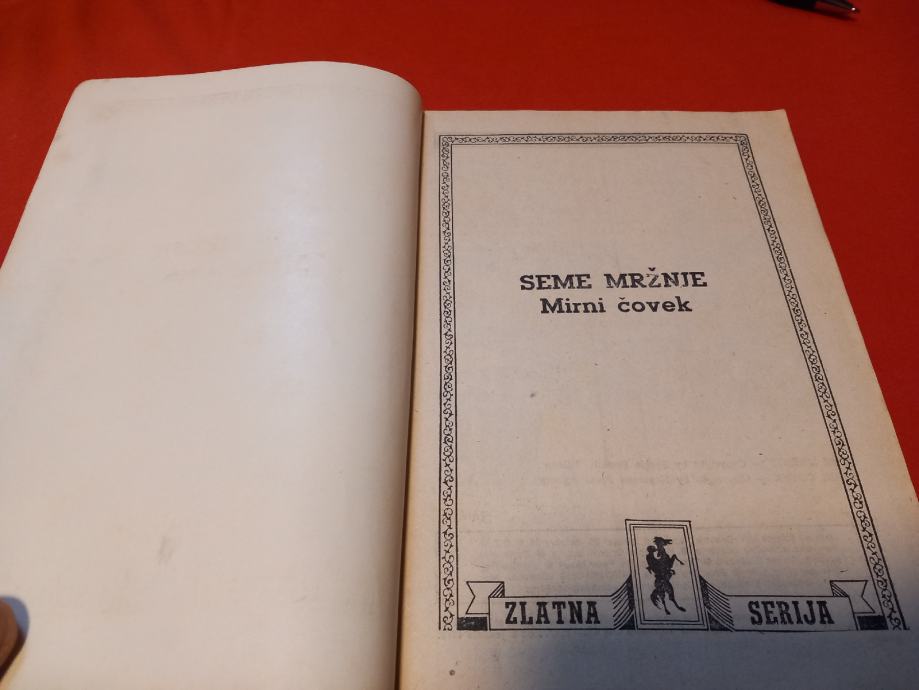 SEME MRŽNJE
Mirni čovek
ZLATNA SERIJA